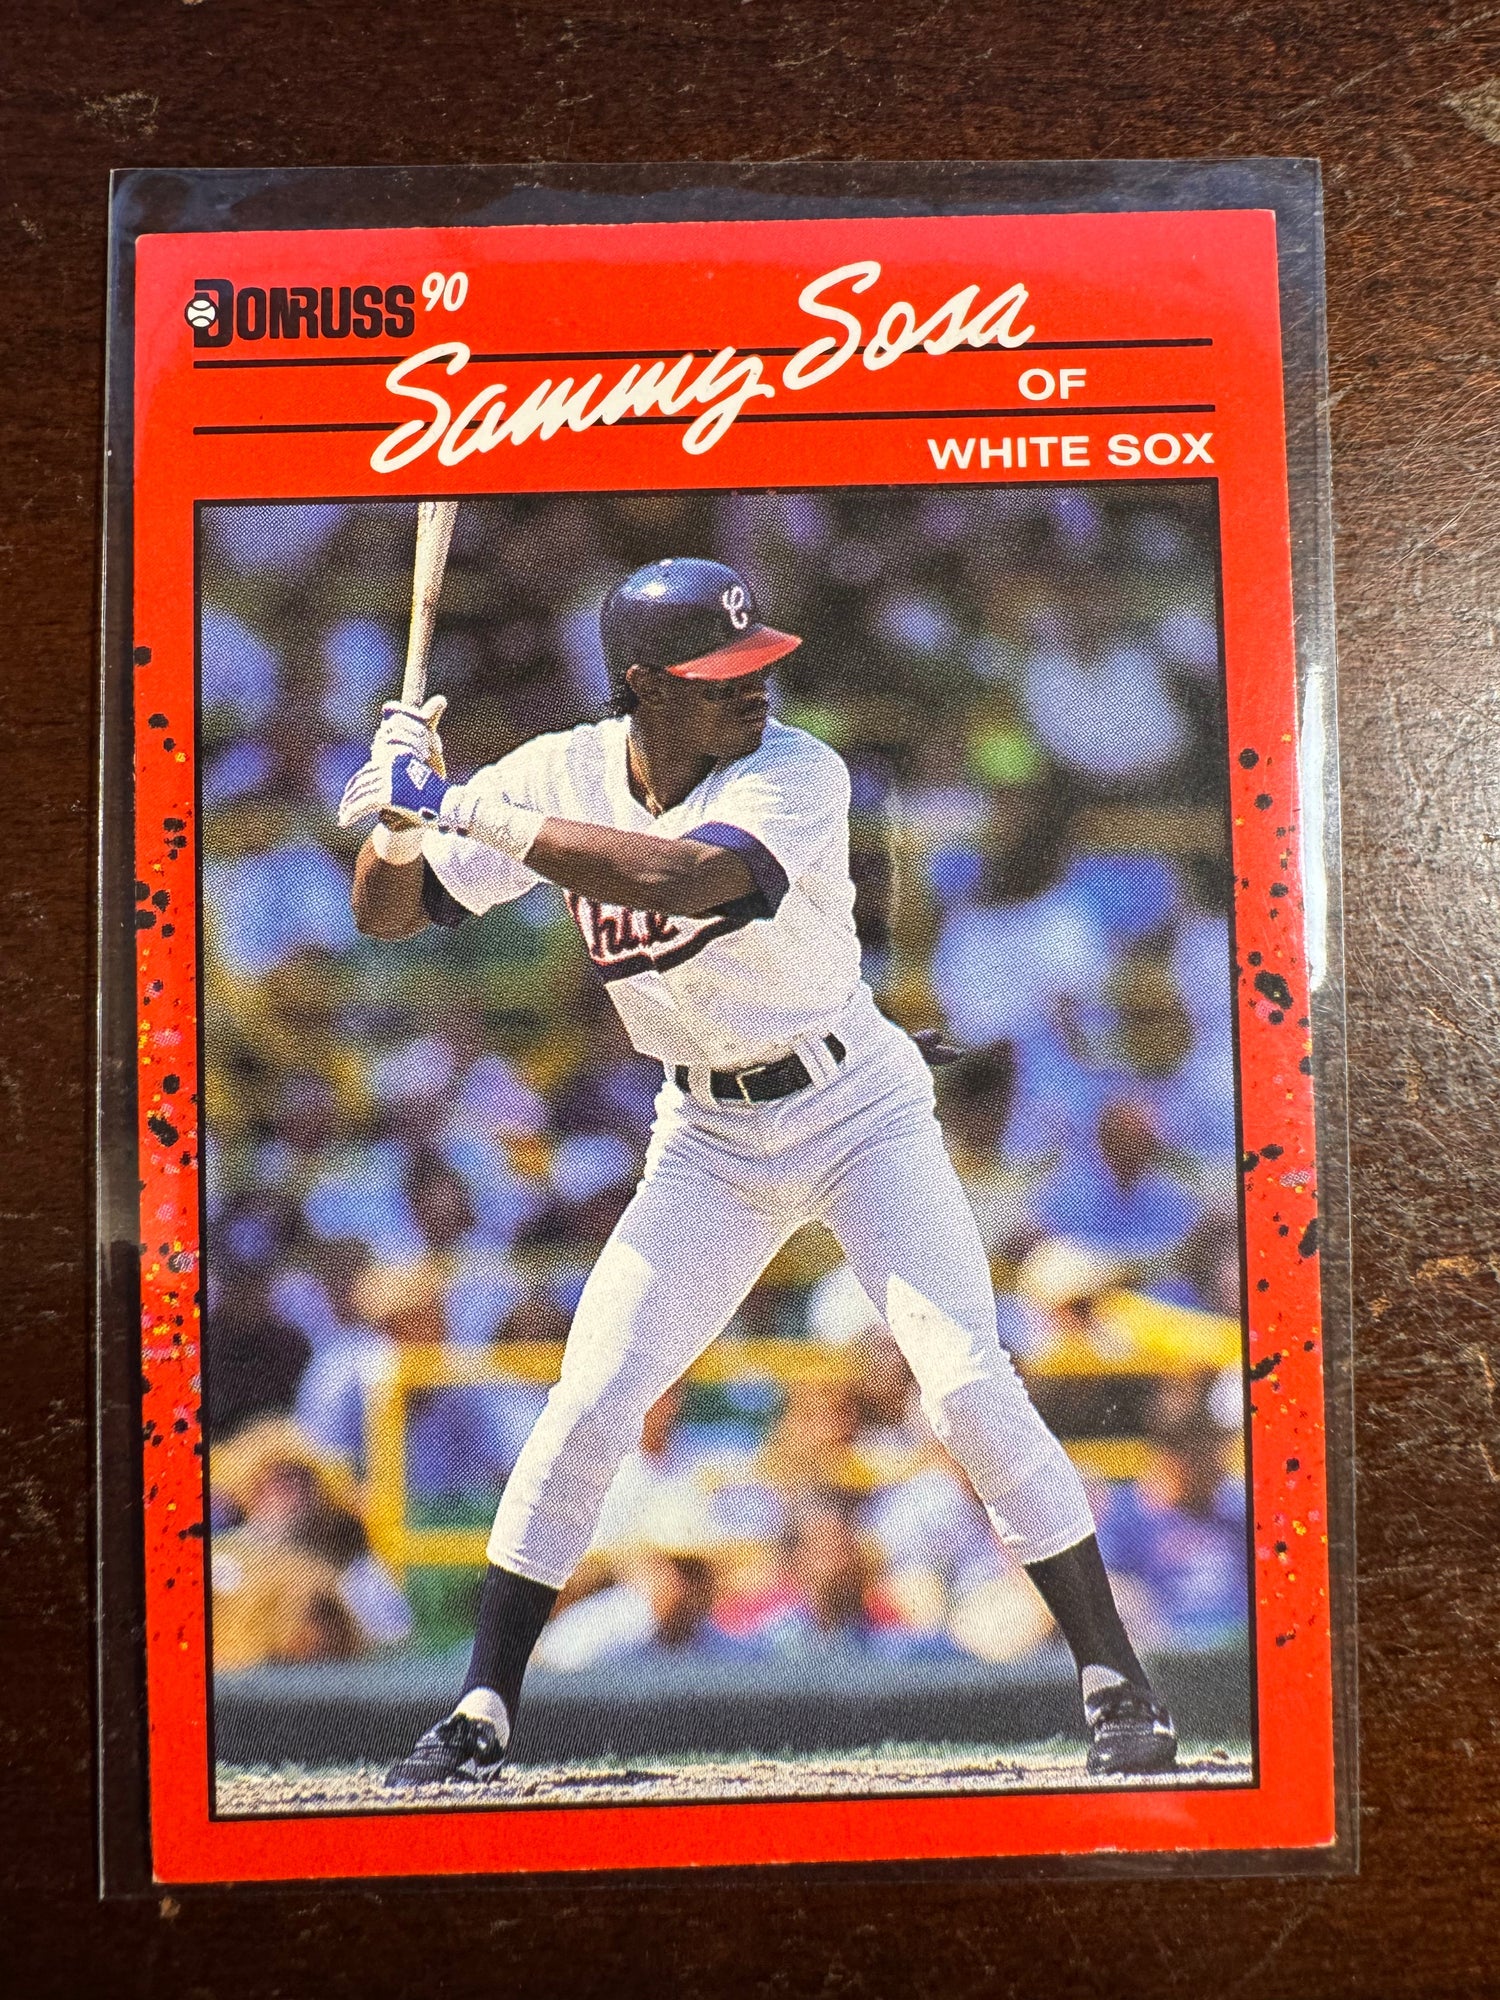 DONRUSS 90
Sammy Sosa
OF
WHITE SOX
C